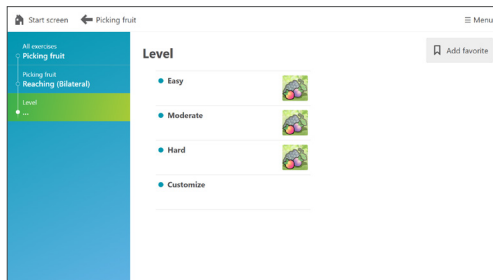 Start screen
Picking fruit
Menu
All exercises
Picking fruit
Picking fruit
Reaching (Bilateral)
Level
...
Level
Easy
Moderate
Hard
Customize
Add favorite